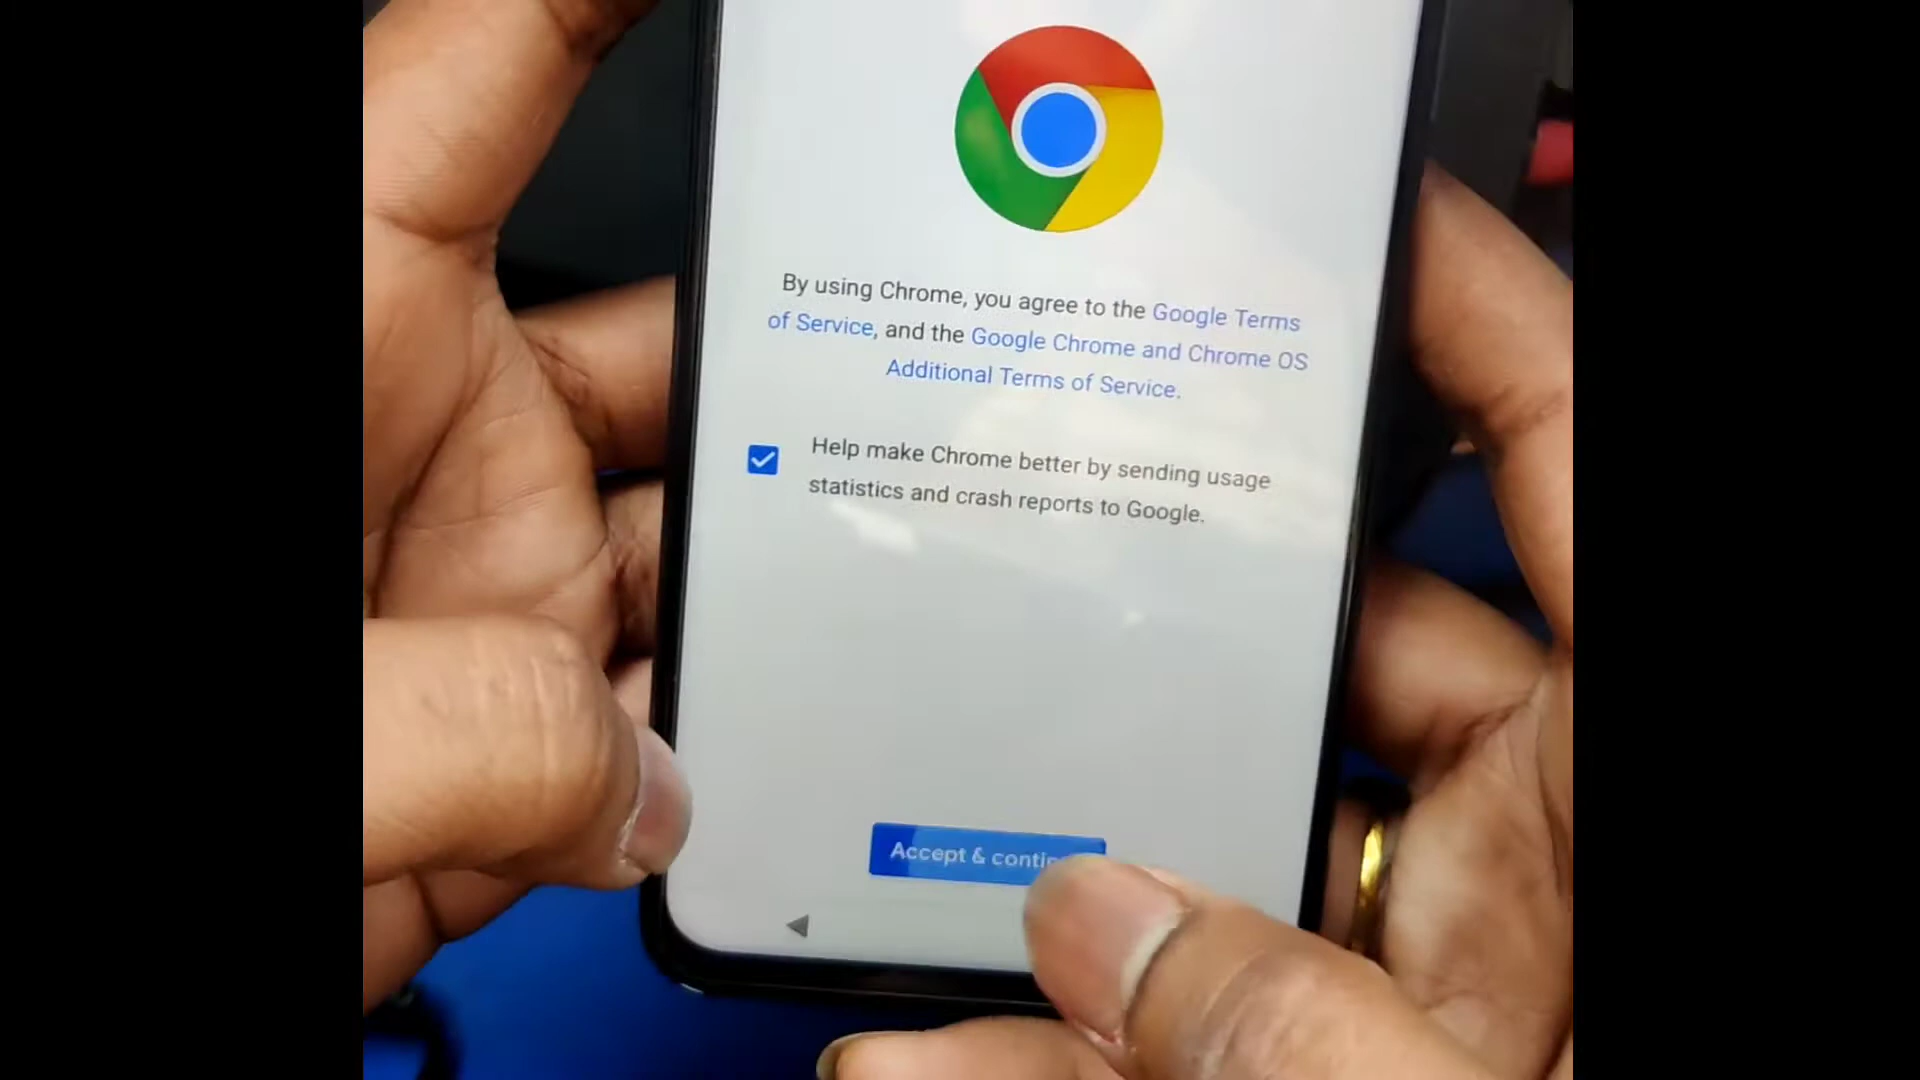 By using Chrome, you agree to the Google Terms
of Service, and the Google Chrome and Chrome OS
Additional Terms of Service.
Help make Chrome better by sending usage
statistics and crash reports to Google.
Accept &